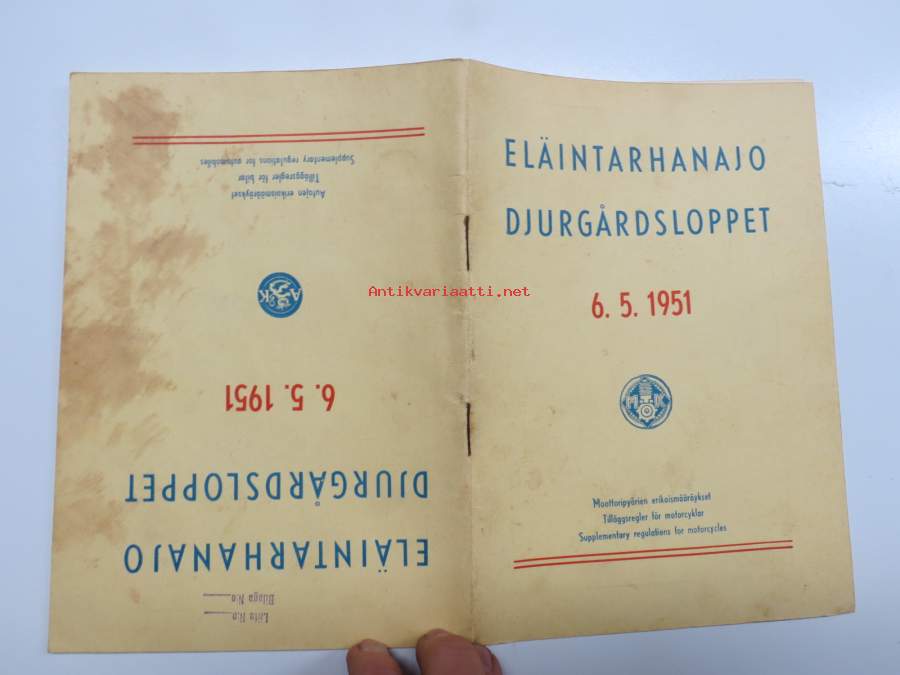 ELÄINTARHANAJO
DJURGÅRDSLOPPET
6. 5. 1951
M K
Moottoripyörien erikoismääräykset
Tilläggsregler för motorcyklar
Supplementary regulations for motorcycles
Antikvariaatti.net
Liite N:o
Bilaga N:o
ELÄINTARHANAJO
DJURGÅRDSLOPPET
6. 5. 1951
A K
Autojen erikoismääräykset
Tilläggsregler för bilar
Supplementary regulations for automobiles